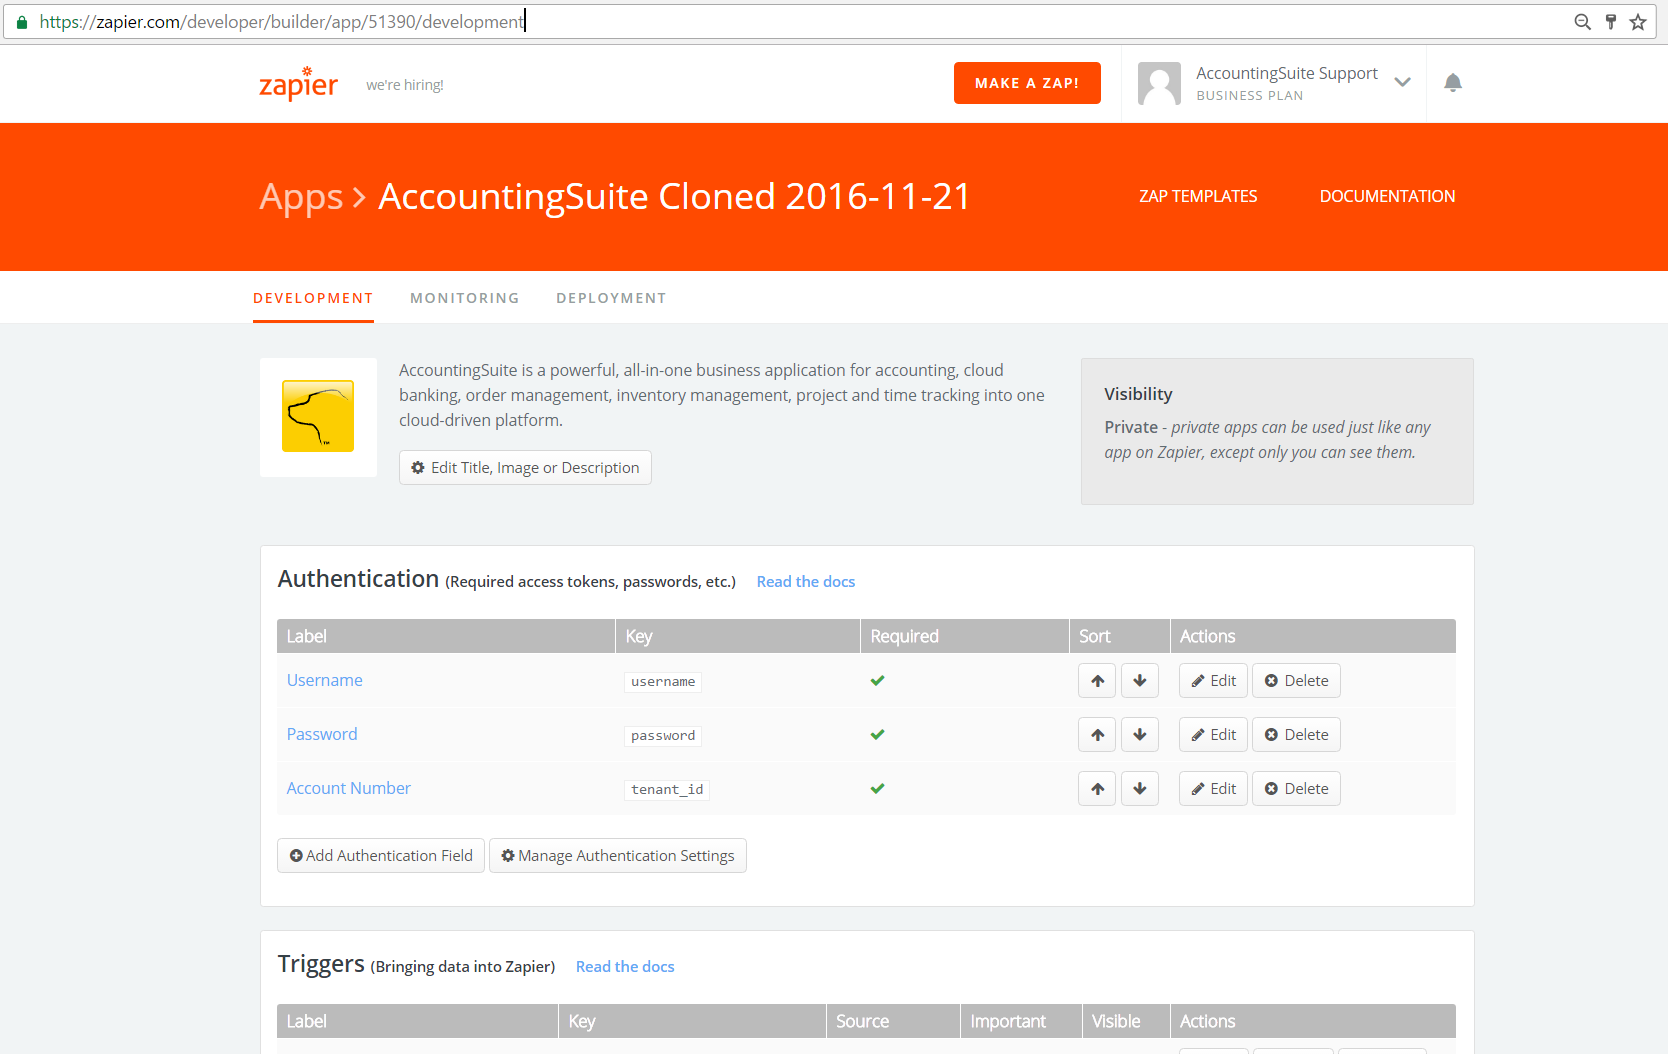 https://zapier.com/developer/builder/app/51390/development
zapier
we're hiring!
MAKE A ZAP!
AccountingSuite Support
BUSINESS PLAN
Apps > AccountingSuite Cloned 2016-11-21
ZAP TEMPLATES
DOCUMENTATION
DEVELOPMENT
MONITORING
DEPLOYMENT
AccountingSuite is a powerful, all-in-one business application for accounting, cloud
banking, order management, inventory management, project and time tracking into one
cloud-driven platform.
TM
Edit Title, Image or Description
Visibility
Private - private apps can be used just like any
app on Zapier, except only you can see them.
Authentication (Required access tokens, passwords, etc.) Read the docs
Label Key Required Sort Actions
Username username Edit Delete
Password password Edit Delete
Account Number tenant_id Edit Delete
Add Authentication Field Manage Authentication Settings
Triggers (Bringing data into Zapier) Read the docs
Label Key Source Important Visible Actions